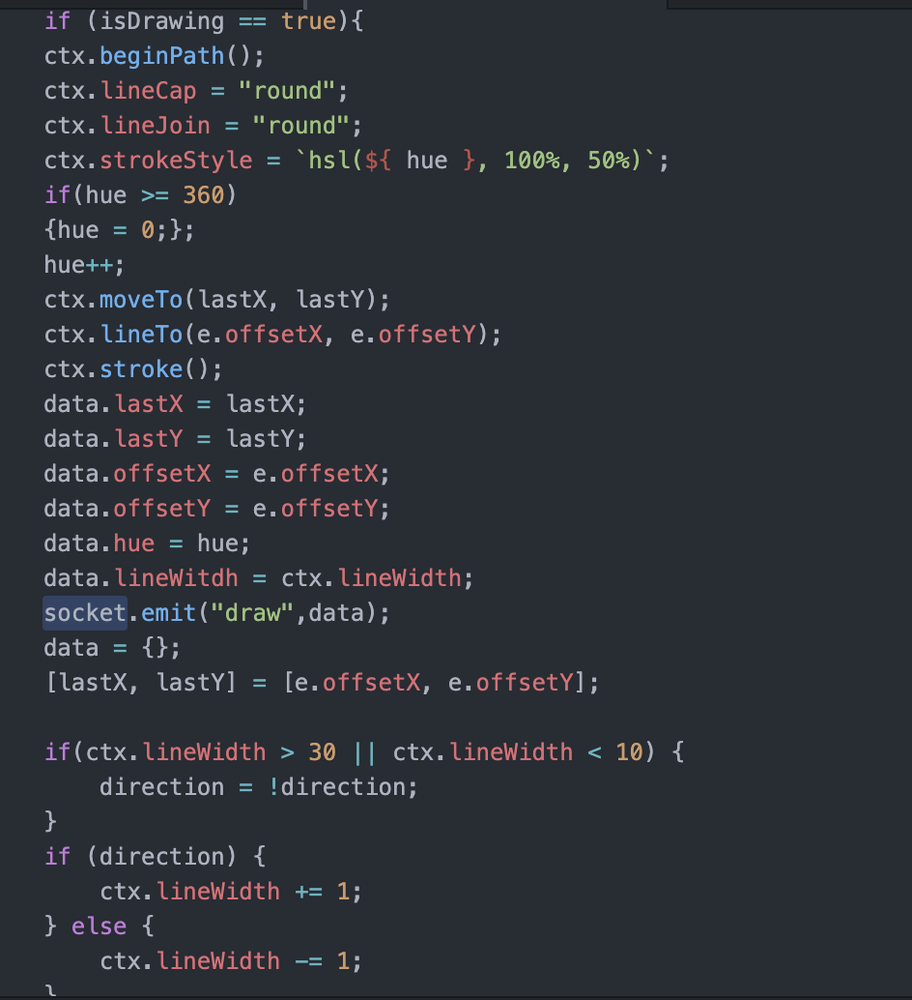 if (isDrawing == true){
ctx.beginPath();
ctx.lineCap = "round";
ctx.lineJoin = "round";
ctx.strokeStyle = `hsl(${ hue }, 100%, 50%)`;
if(hue >= 360)
{hue = 0;};
hue++;
ctx.moveTo(lastX, lastY);
ctx.lineTo(e.offsetX, e.offsetY);
ctx.stroke();
data.lastX = lastX;
data.lastY = lastY;
data.offsetX = e.offsetX;
data.offsetY = e.offsetY;
data.hue = hue;
data.lineWitdh = ctx.lineWidth;
socket.emit("draw",data);
data = {};
[lastX, lastY] = [e.offsetX, e.offsetY];

if(ctx.lineWidth > 30 || ctx.lineWidth < 10) {
    direction = !direction;
}
if (direction) {
    ctx.lineWidth += 1;
} else {
    ctx.lineWidth -= 1;
}